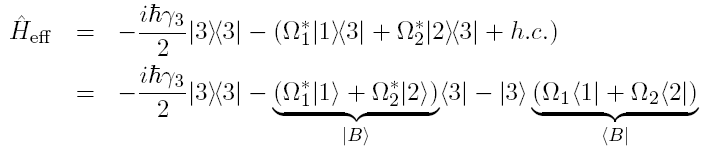 Ĥ_eff = −(iħγ₃/2)|3⟩⟨3| − (Ω₁*|1⟩⟨3| + Ω₂*|2⟩⟨3| + h.c.)
= −(iħγ₃/2)|3⟩⟨3| − (Ω₁*|1⟩ + Ω₂*|2⟩)⟨3| − |3⟩ (Ω₁⟨1| + Ω₂⟨2|)
|B⟩ ⟨B|